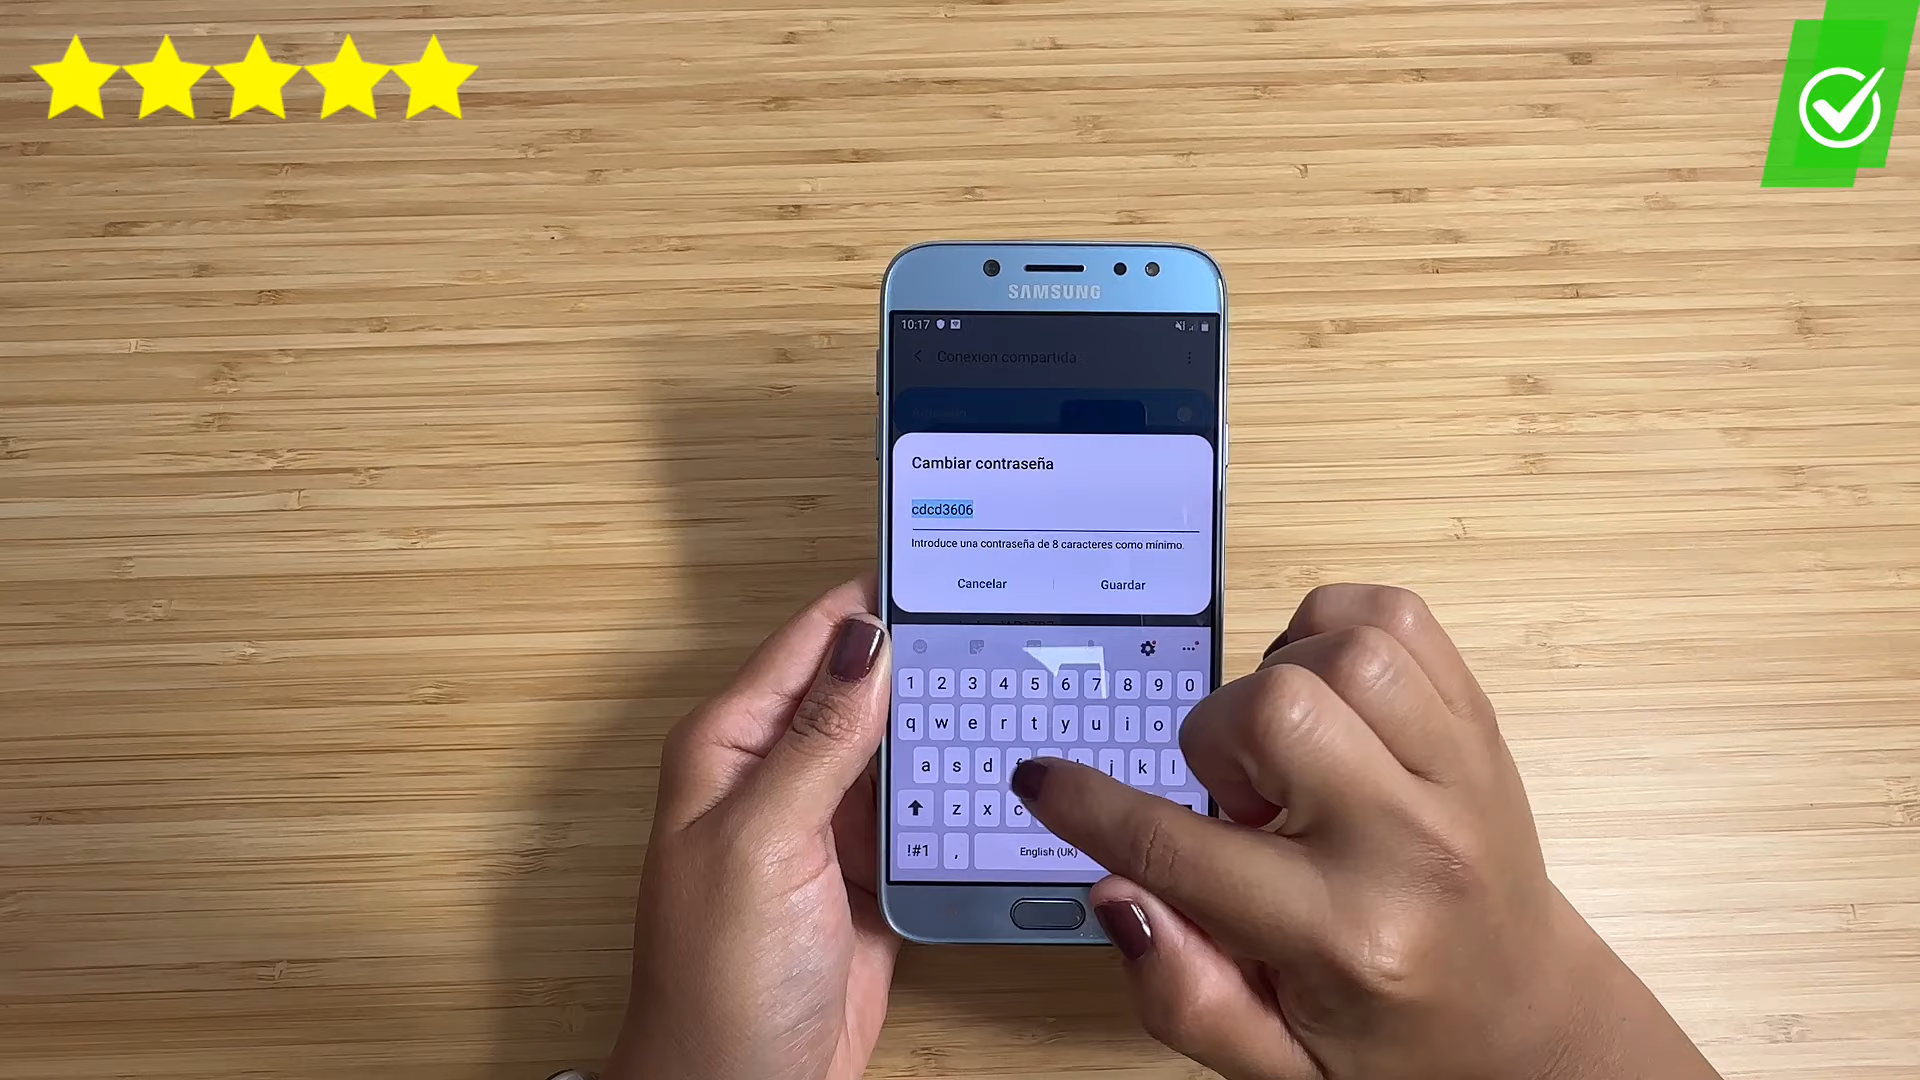 SAMSUNG
10:17
Conexion compartida
Cambiar contraseña
cdcd3606
Introduce una contraseña de 8 caracteres como mínimo.
Cancelar Guardar
1 2 3 4 5 6 7 8 9 0
q w e r t y u i o
a s d f j k l
z x c
!#1 , English (UK)